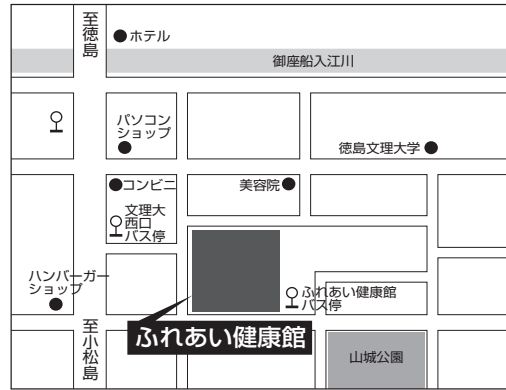 至徳島
ホテル
御座船入江川
パソコン
ショップ
徳島文理大学
コンビニ
美容院
文理大
西口
バス停
ハンバーガー
ショップ
ふれあい健康館
バス停
至小松島
ふれあい健康館
山城公園